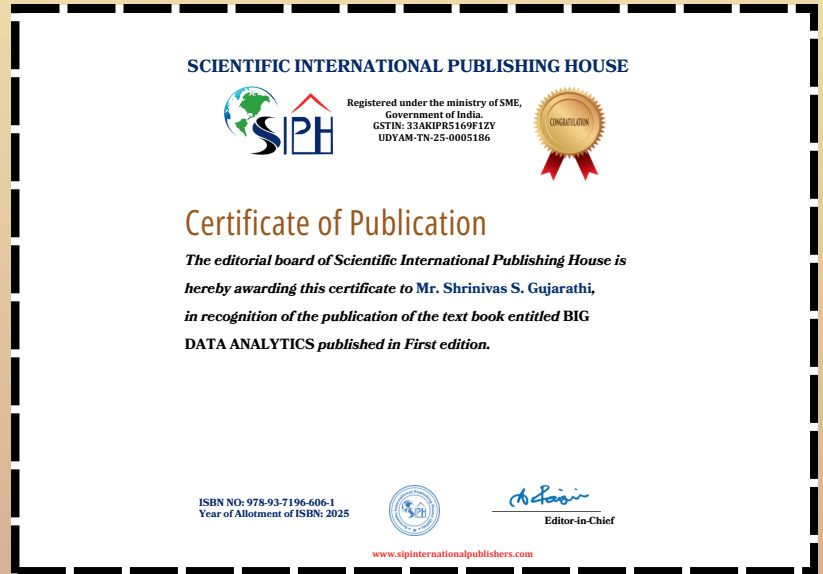 SCIENTIFIC INTERNATIONAL PUBLISHING HOUSE
SIPH
Registered under the ministry of SME,
Government of India.
GSTIN: 33AKIPR5169F1ZY
UDYAM-TN-25-0005186
CONGRATULATION
Certificate of Publication
The editorial board of Scientific International Publishing House is
hereby awarding this certificate to Mr. Shrinivas S. Gujarathi,
in recognition of the publication of the text book entitled BIG
DATA ANALYTICS published in First edition.
ISBN NO: 978-93-7196-606-1
Year of Allotment of ISBN: 2025
SIPH
Editor-in-Chief
www.sipinternationalpublishers.com